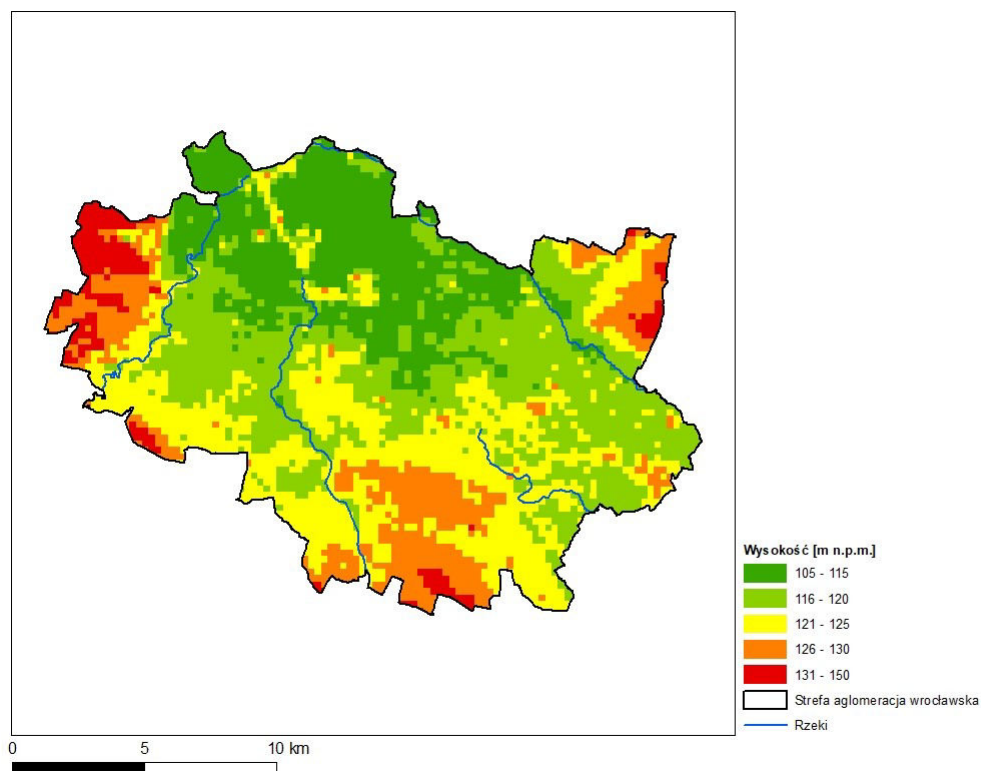 Wysokość [m n.p.m.]
105 - 115
116 - 120
121 - 125
126 - 130
131 - 150
Strefa aglomeracja wrocławska
Rzeki
0 5 10 km